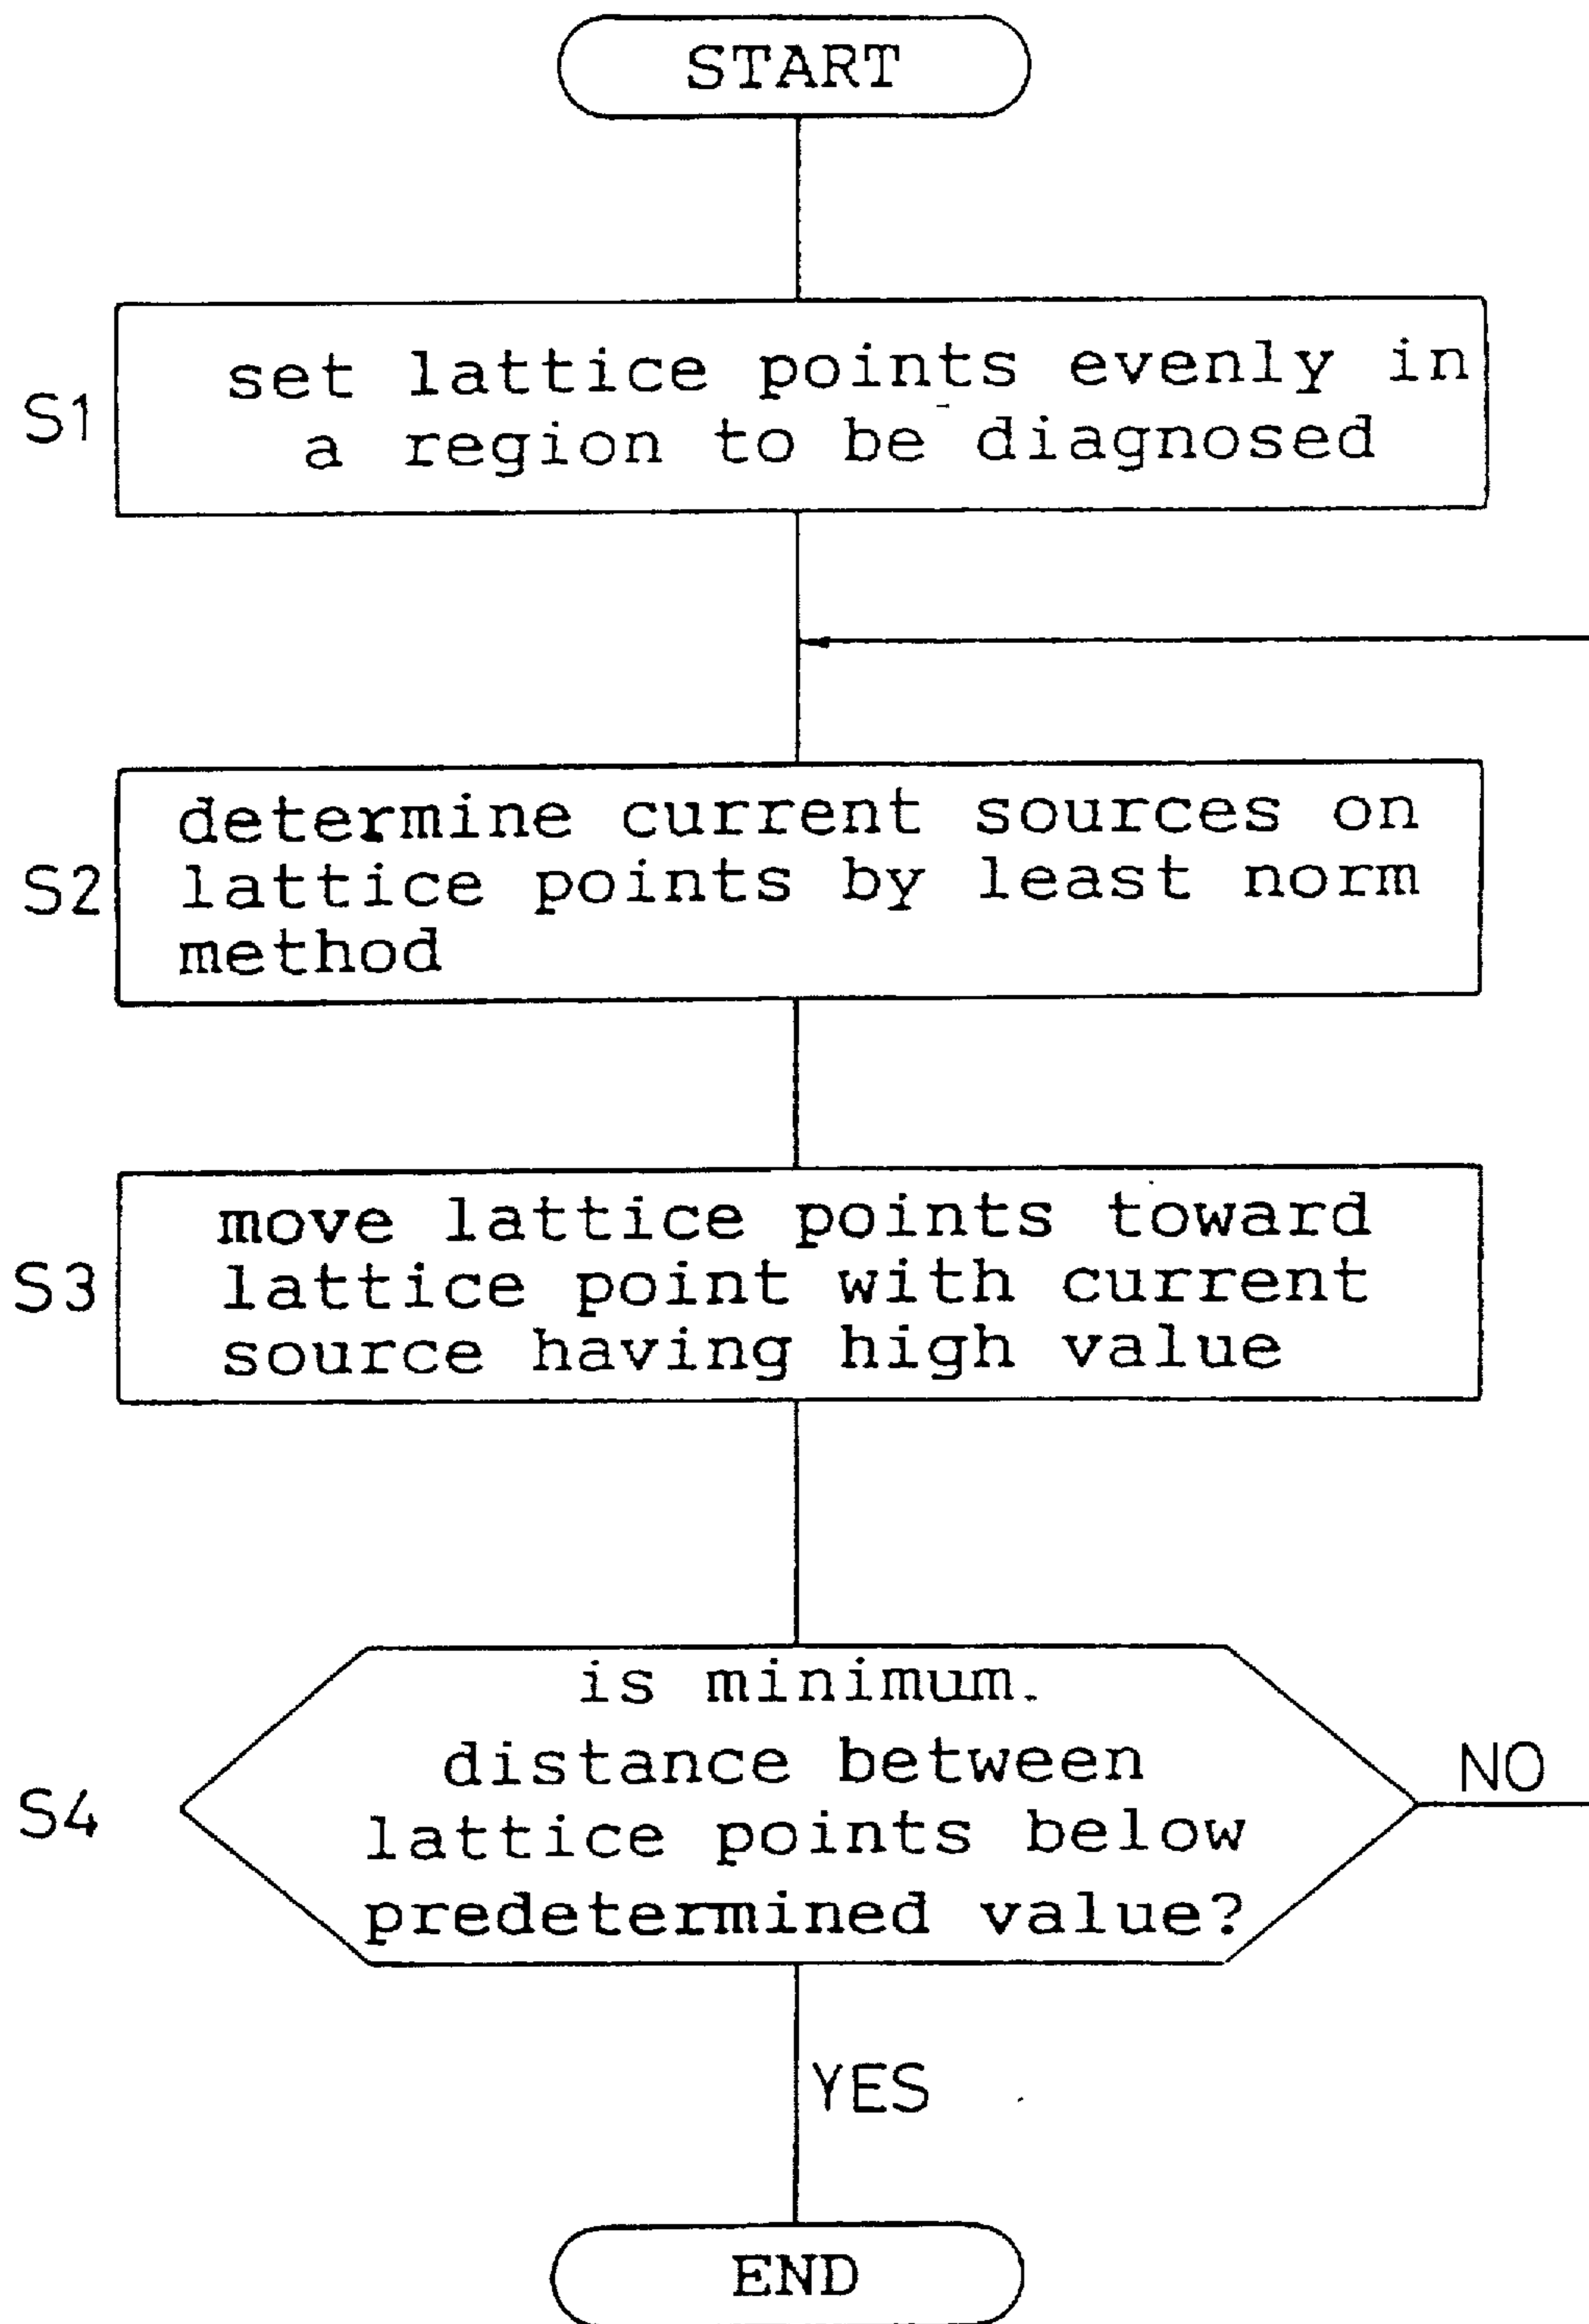 START
S1
set lattice points evenly in
a region to be diagnosed
S2
determine current sources on
lattice points by least norm
method
S3
move lattice points toward
lattice point with current
source having high value
S4
is minimum.
distance between
lattice points below
predetermined value?
NO
YES
END